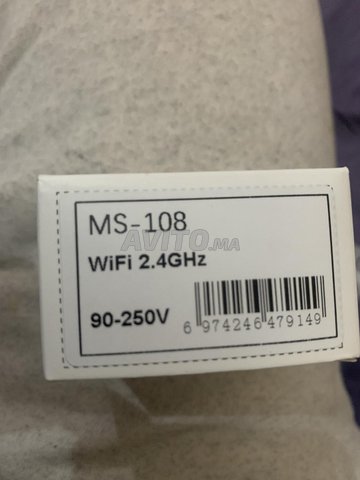 MS-108
AVITO.ma
WiFi 2.4GHz
90-250V
6 974246 479149